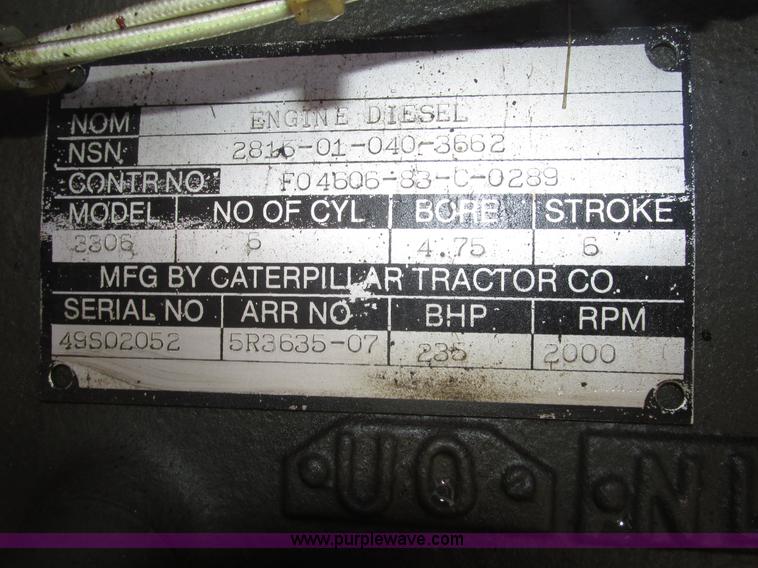 NOM ENGINE DIESEL
NSN 2815-01-040-3662
CONTR NO F04606-83-C-0289
MODEL NO OF CYL BORE STROKE
3306 6 4.75 6
MFG BY CATERPILLAR TRACTOR CO.
SERIAL NO ARR NO BHP RPM
49S02052 5R3635-07 235 2000
UO
www.purplewave.com